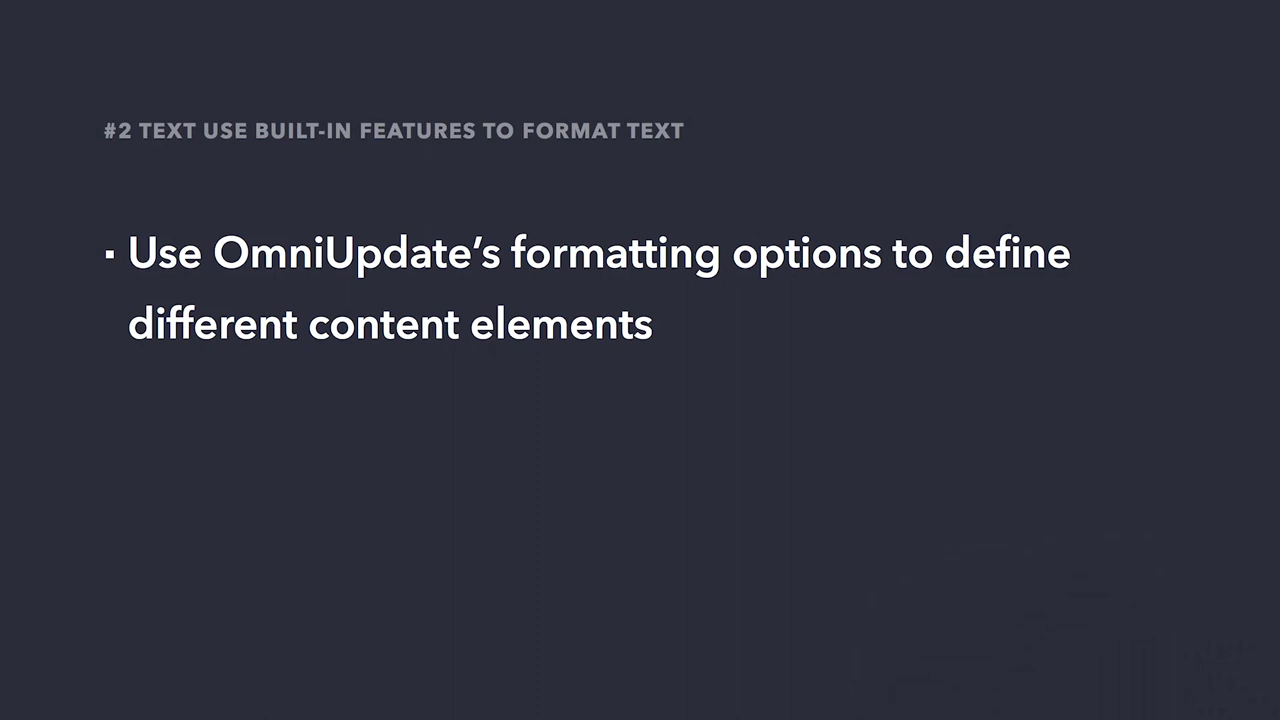 #2 TEXT USE BUILT-IN FEATURES TO FORMAT TEXT
▪ Use OmniUpdate’s formatting options to define
different content elements